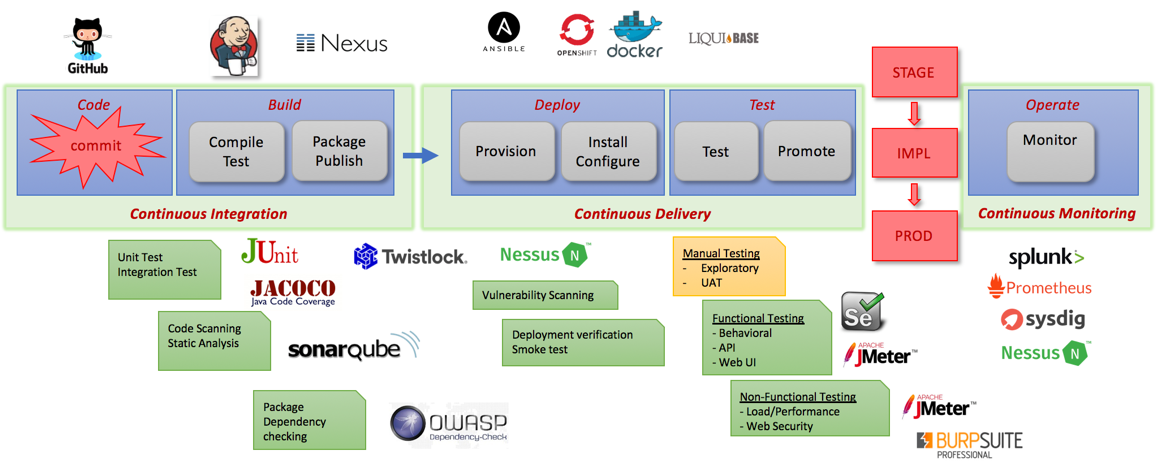 GitHub
Nexus
ANSIBLE
OPENSHIFT
docker
LIQUIBASE
Code
commit
Build
Compile
Test
Package
Publish
Continuous Integration
Deploy
Provision
Install
Configure
Test
Test
Promote
Continuous Delivery
STAGE
IMPL
PROD
Operate
Monitor
Continuous Monitoring
Unit Test
Integration Test
JUnit
JACOCO
Java Code Coverage
Twistlock.
Nessus N ™
Vulnerability Scanning
Code Scanning
Static Analysis
sonarqube
Deployment verification
Smoke test
Package
Dependency
checking
OWASP
Dependency-Check
Manual Testing
- Exploratory
- UAT
Functional Testing
- Behavioral
- API
- Web UI
Se
APACHE
JMeter™
Non-Functional Testing
- Load/Performance
- Web Security
APACHE
JMeter™
BURPSUITE
PROFESSIONAL
splunk>
Prometheus
sysdig
Nessus N ™